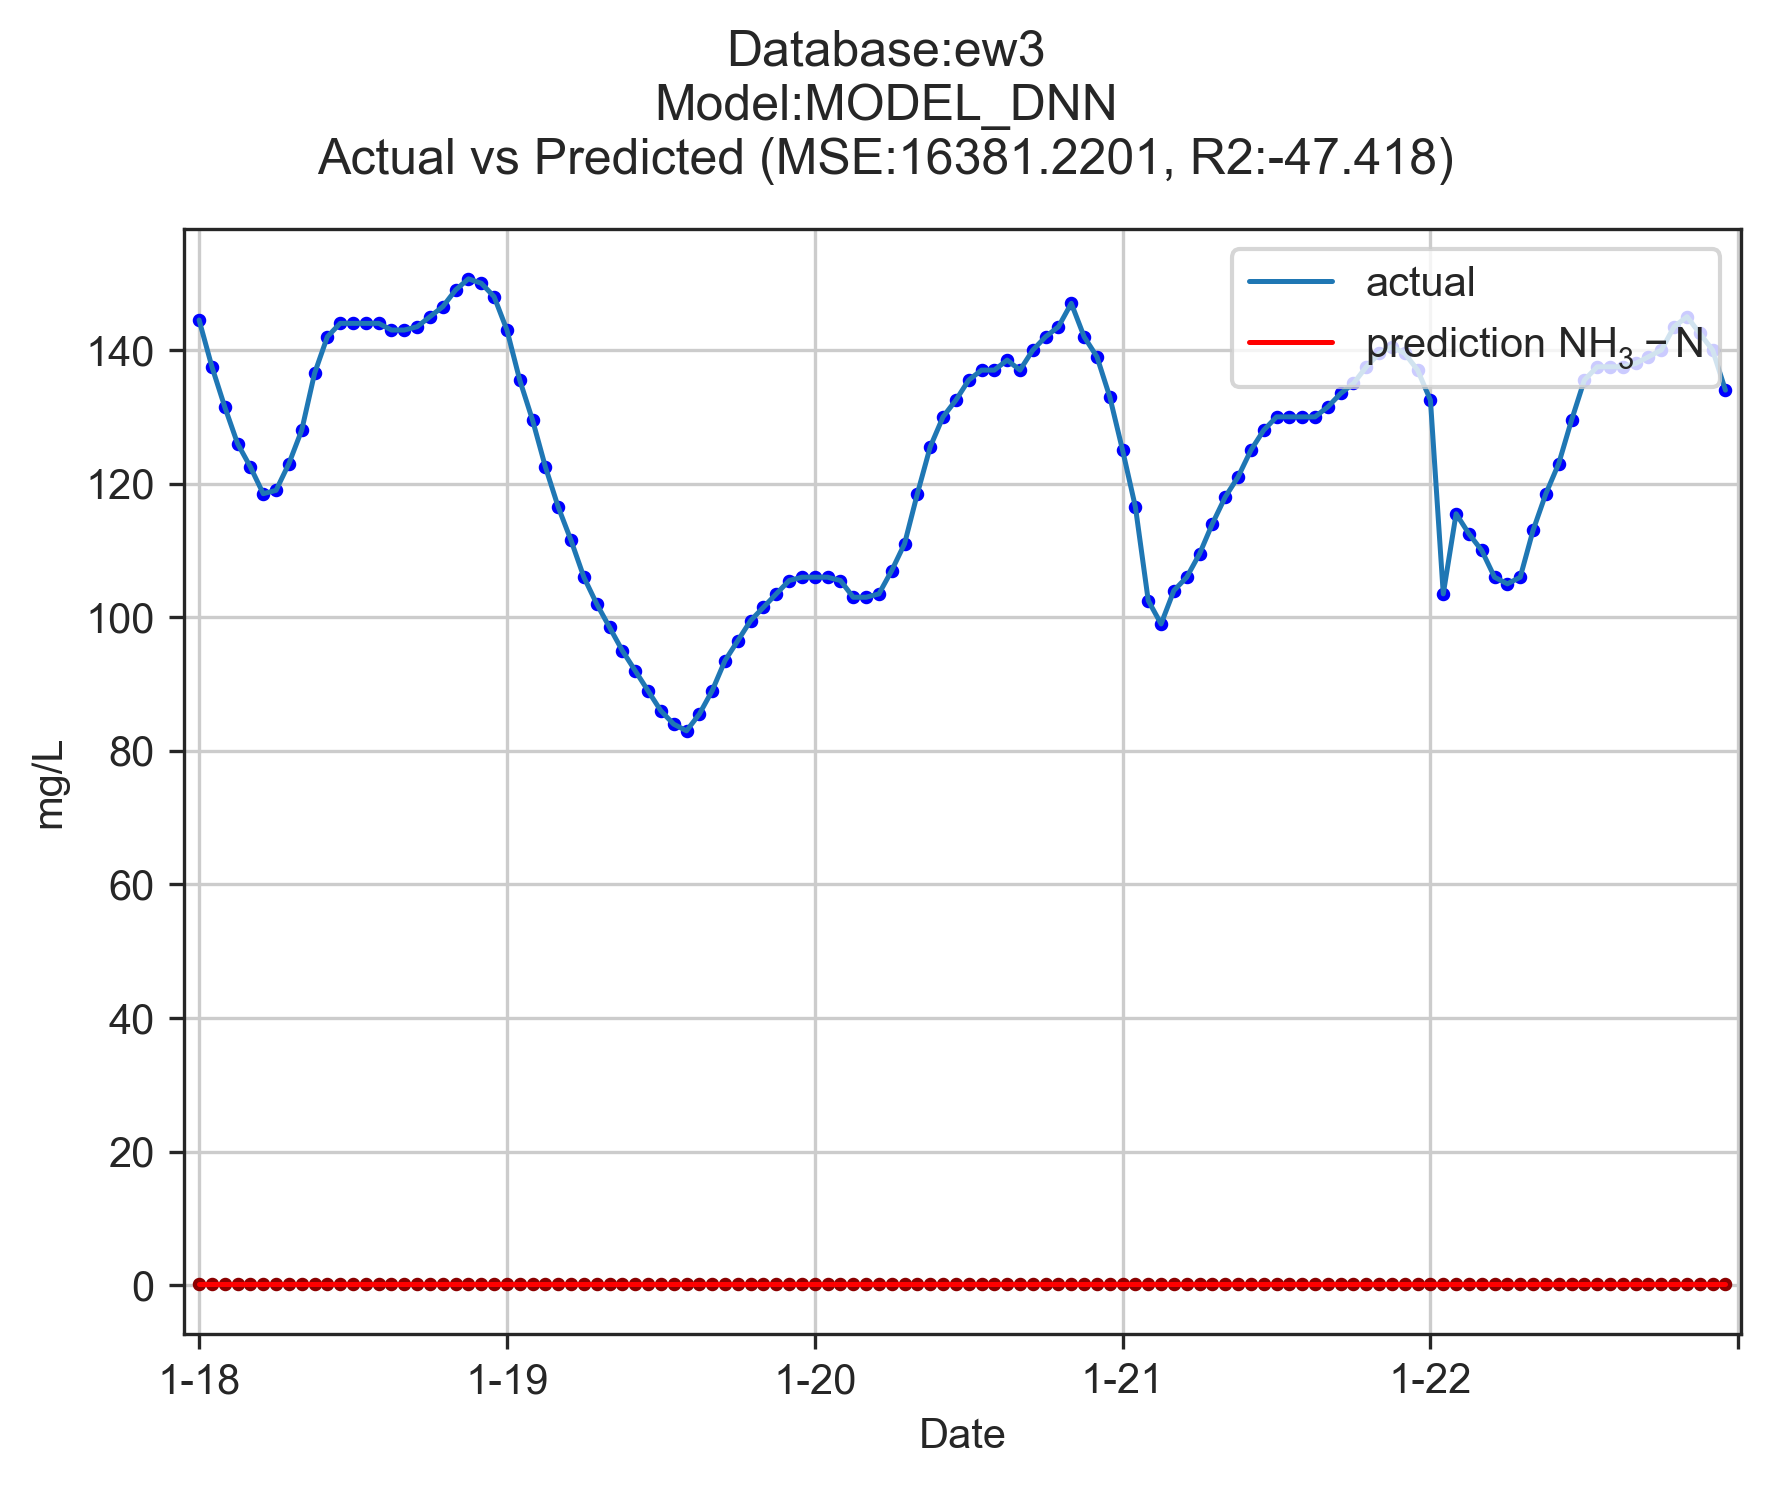 Database:ew3
Model:MODEL_DNN
Actual vs Predicted (MSE:16381.2201, R2:-47.418)
actual
prediction NH₃ − N
140
120
100
80
60
40
20
0
mg/L
1-18 1-19 1-20 1-21 1-22
Date